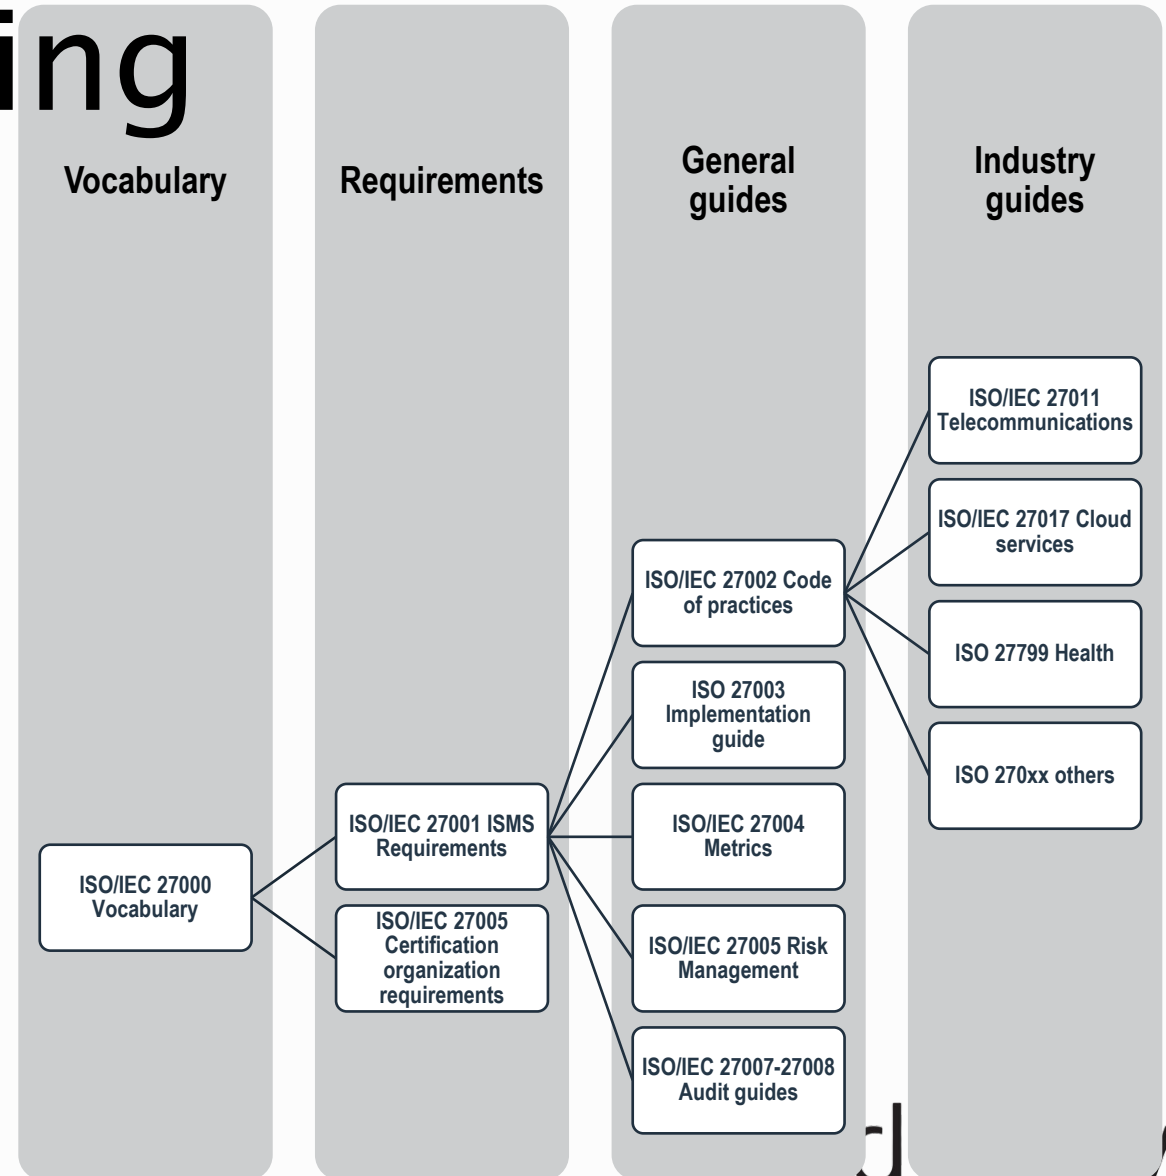 ing
Vocabulary
Requirements
General
guides
Industry
guides
ISO/IEC 27000
Vocabulary
ISO/IEC 27001 ISMS
Requirements
ISO/IEC 27005
Certification
organization
requirements
ISO/IEC 27002 Code
of practices
ISO 27003
Implementation
guide
ISO/IEC 27004
Metrics
ISO/IEC 27005 Risk
Management
ISO/IEC 27007-27008
Audit guides
ISO/IEC 27011
Telecommunications
ISO/IEC 27017 Cloud
services
ISO 27799 Health
ISO 270xx others